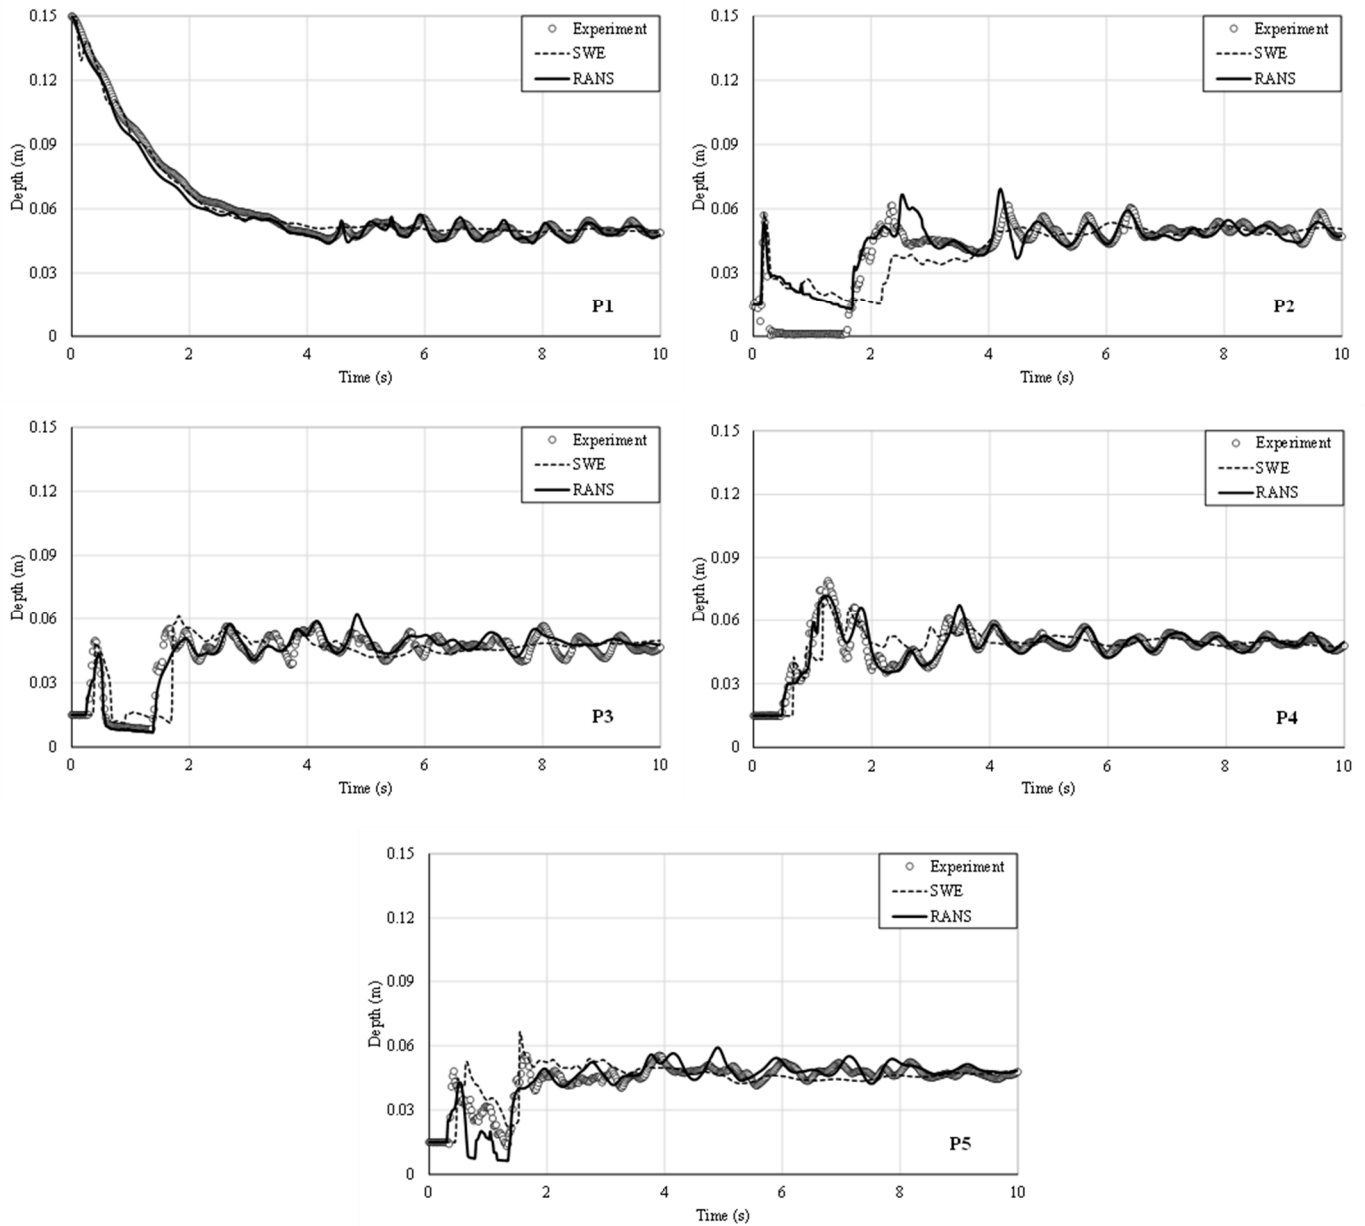 0.15
0.12
0.09
0.06
0.03
0
Depth (m)
Experiment
SWE
RANS
P1
0 2 4 6 8 10
Time (s)
0.15
0.12
0.09
0.06
0.03
0
Depth (m)
Experiment
SWE
RANS
P2
0 2 4 6 8 10
Time (s)
0.15
0.12
0.09
0.06
0.03
0
Depth (m)
Experiment
SWE
RANS
P3
0 2 4 6 8 10
Time (s)
0.15
0.12
0.09
0.06
0.03
0
Depth (m)
Experiment
SWE
RANS
P4
0 2 4 6 8 10
Time (s)
0.15
0.12
0.09
0.06
0.03
0
Depth (m)
Experiment
SWE
RANS
P5
0 2 4 6 8 10
Time (s)